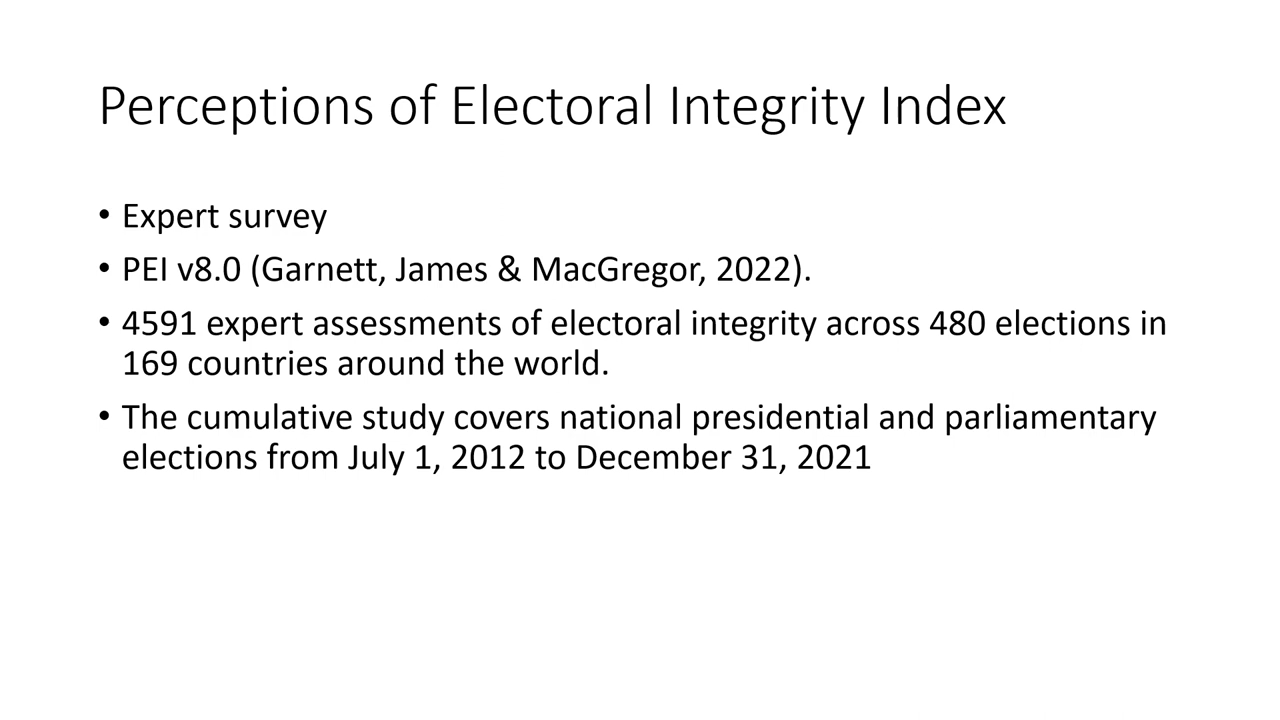 Perceptions of Electoral Integrity Index
• Expert survey
• PEI v8.0 (Garnett, James & MacGregor, 2022).
• 4591 expert assessments of electoral integrity across 480 elections in
169 countries around the world.
• The cumulative study covers national presidential and parliamentary
elections from July 1, 2012 to December 31, 2021